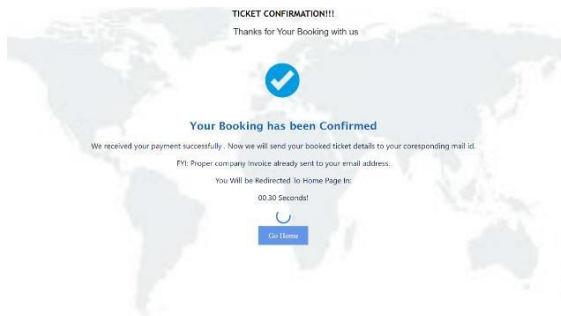 TICKET CONFIRMATION!!!
Thanks for Your Booking with us
Your Booking has been Confirmed
We received your payment successfully . Now we will send your booked ticket details to your coresponding mail id.
FYI: Proper company Invoice already sent to your email address.
You Will be Redirected To Home Page In:
00:30 Seconds!
Go Home